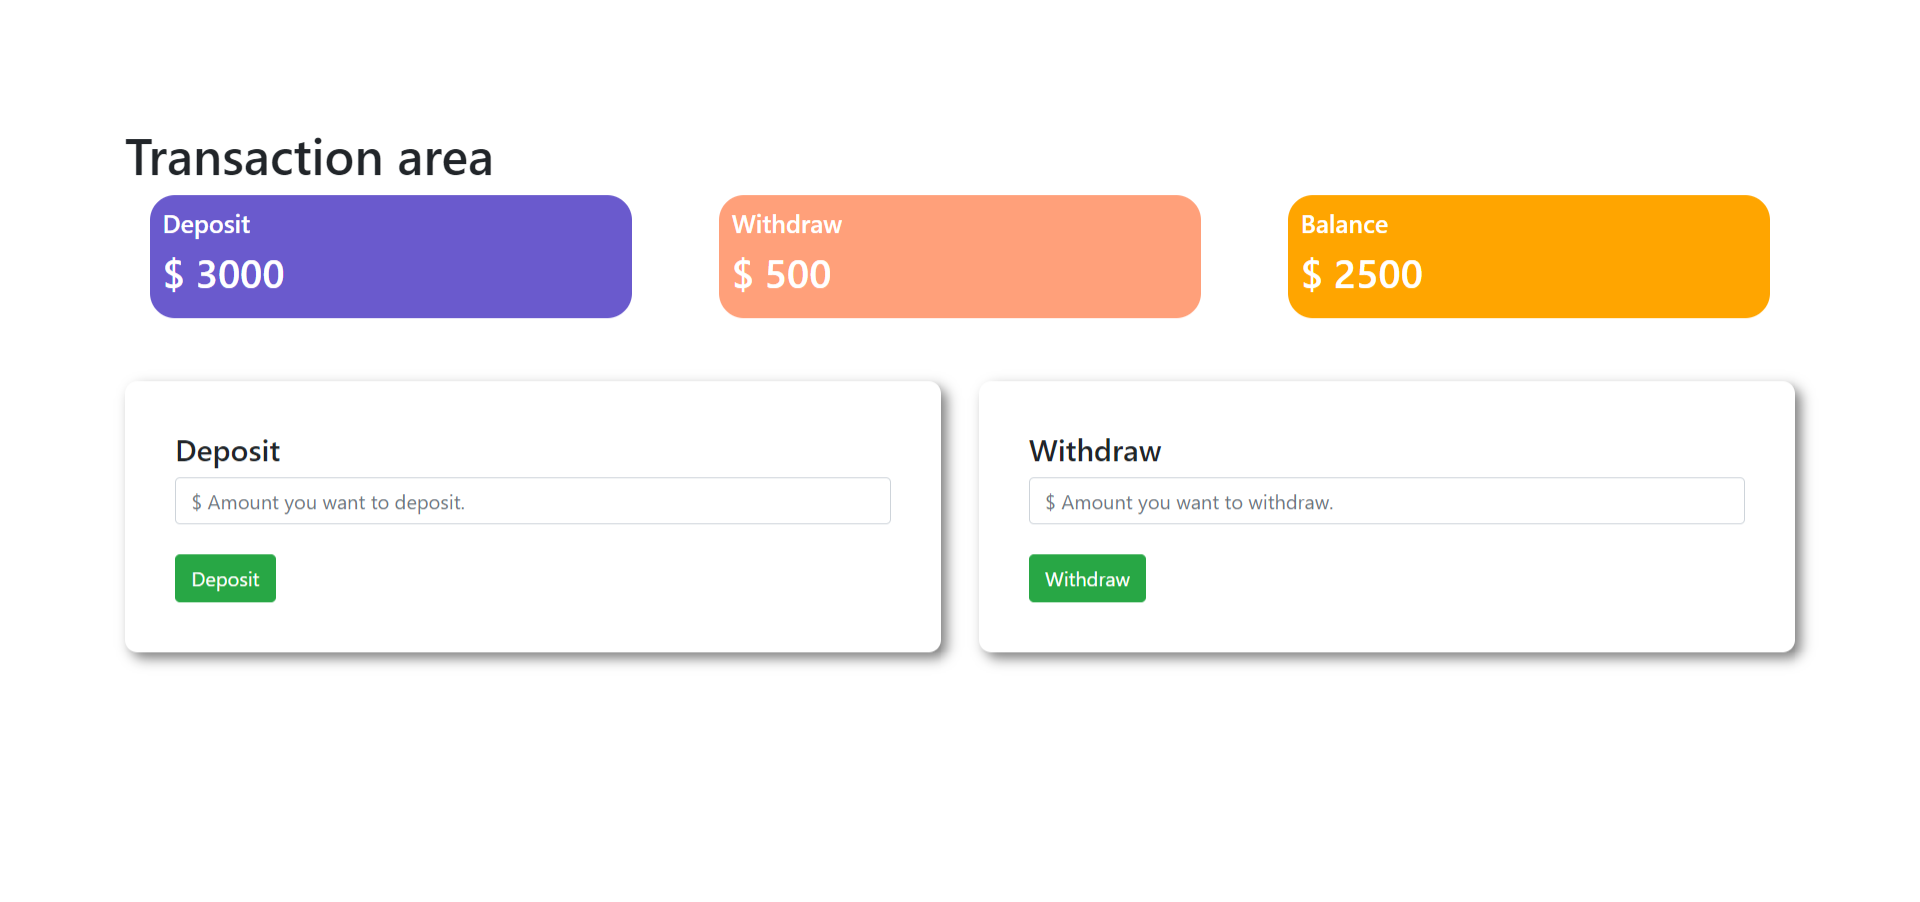 Transaction area
Deposit
$ 3000
Withdraw
$ 500
Balance
$ 2500
Deposit
$ Amount you want to deposit.
Deposit
Withdraw
$ Amount you want to withdraw.
Withdraw